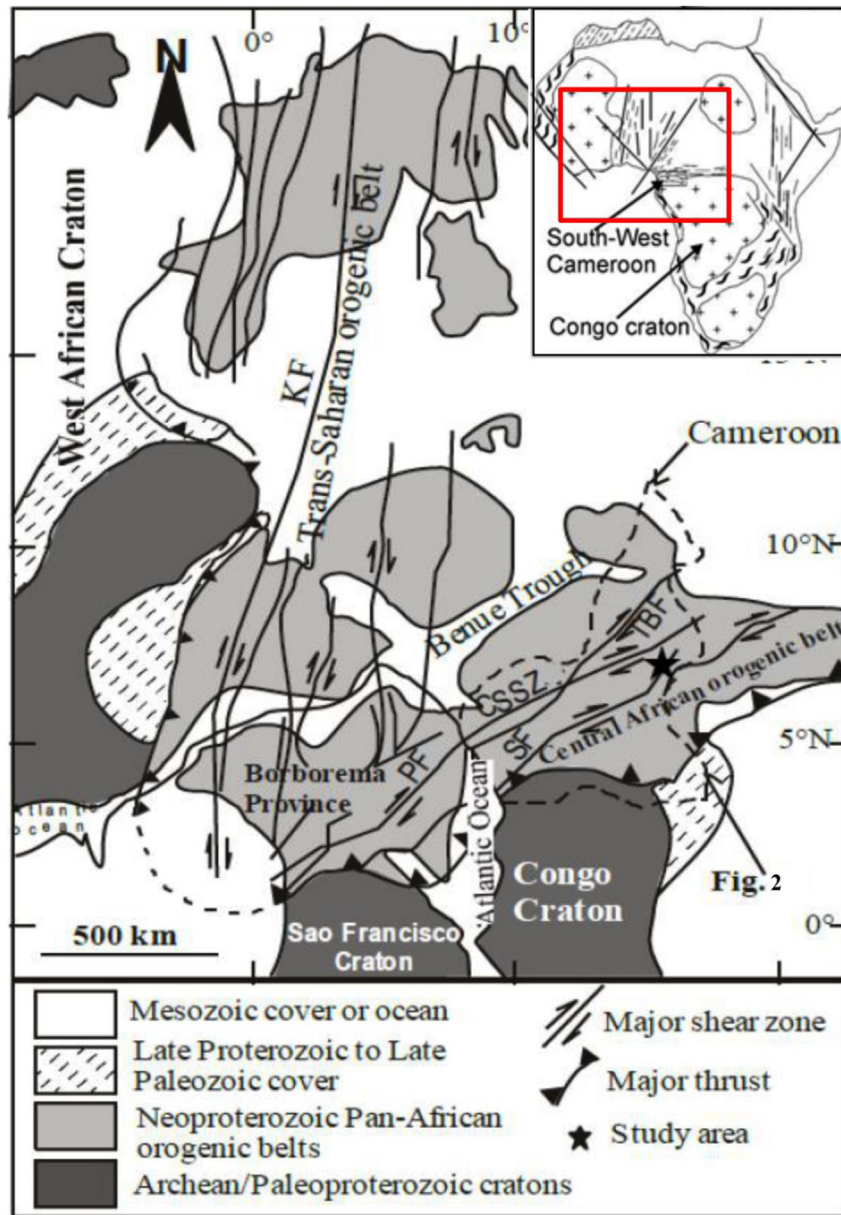 0°
10°
N
South-West
Cameroon
Congo craton
West African Craton
KF
Trans-Saharan orogenic belt
Cameroon
10°N
Benue Trough
TBF
CSSZ
Central African orogenic belt
SF
5°N
PF
Borborema
Province
Atlantic
ocean
Atlantic Ocean
Congo
Craton
Fig. 2
0°
500 km
Sao Francisco
Craton
Mesozoic cover or ocean
Late Proterozoic to Late
Paleozoic cover
Neoproterozoic Pan-African
orogenic belts
Archean/Paleoproterozoic cratons
Major shear zone
Major thrust
Study area